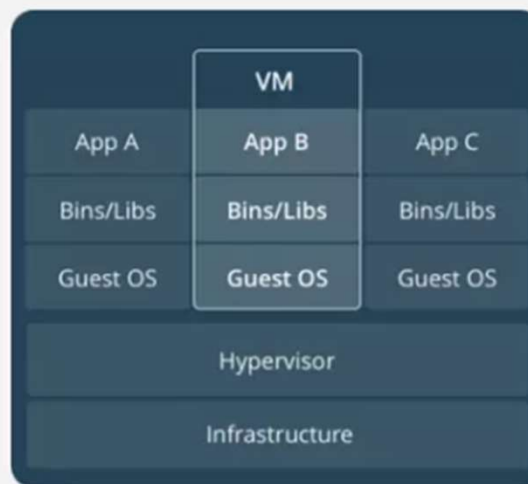 VM
App A App B App C
Bins/Libs Bins/Libs Bins/Libs
Guest OS Guest OS Guest OS
Hypervisor
Infrastructure